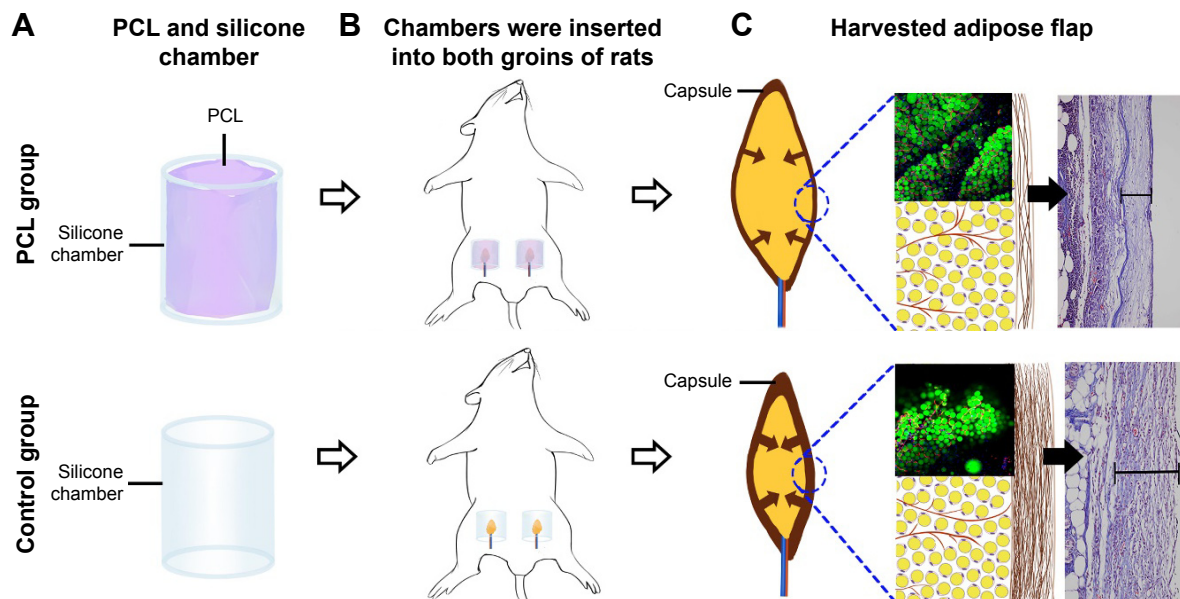 A
PCL and silicone
chamber
B
Chambers were inserted
into both groins of rats
C
Harvested adipose flap
PCL group
PCL
Silicone
chamber
Capsule
Control group
Silicone
chamber
Capsule